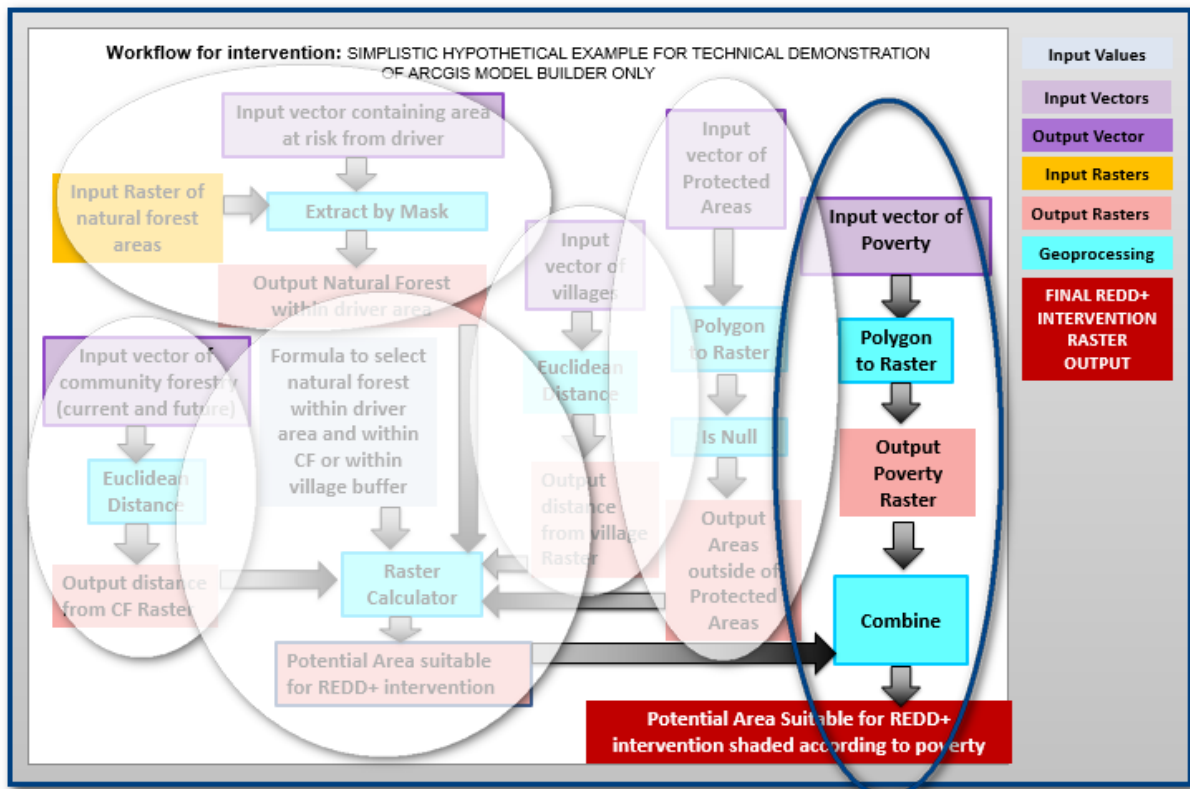 Workflow for intervention: SIMPLISTIC HYPOTHETICAL EXAMPLE FOR TECHNICAL DEMONSTRATION
OF ARCGIS MODEL BUILDER ONLY
Input vector containing area
at risk from driver
Input Raster of
natural forest
areas
Extract by Mask
Output Natural Forest
within driver area
Input vector of
community forestry
(current and future)
Euclidean
Distance
Output distance
from CF Raster
Formula to select
natural forest
within driver
area and within
CF or within
village buffer
Raster
Calculator
Potential Area suitable
for REDD+ intervention
Input
vector of
villages
Euclidean
Distance
Output
distance
from village
Raster
Input
vector of
Protected
Areas
Polygon
to Raster
Is Null
Output
Areas
outside of
Protected
Areas
Input vector of
Poverty
Polygon
to Raster
Output
Poverty
Raster
Combine
Potential Area Suitable for REDD+
intervention shaded according to poverty
Input Values
Input Vectors
Output Vector
Input Rasters
Output Rasters
Geoprocessing
FINAL REDD+
INTERVENTION
RASTER
OUTPUT